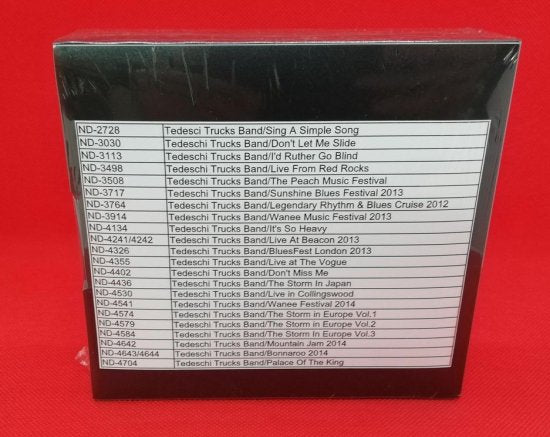 ND-2728 Tedesci Trucks Band/Sing A Simple Song
ND-3030 Tedeschi Trucks Band/Don't Let Me Slide
ND-3113 Tedeschi Trucks Band/I'd Ruther Go Blind
ND-3498 Tedeschi Trucks Band/Live From Red Rocks
ND-3508 Tedeschi Trucks Band/The Peach Music Festival
ND-3717 Tedeschi Trucks Band/Sunshine Blues Festival 2013
ND-3764 Tedeschi Trucks Band/Legendary Rhythm & Blues Cruise 2012
ND-3914 Tedeschi Trucks Band/Wanee Music Festival 2013
ND-4134 Tedeschi Trucks Band/It's So Heavy
ND-4241/4242 Tedeschi Trucks Band/Live At Beacon 2013
ND-4326 Tedeschi Trucks Band/BluesFest London 2013
ND-4355 Tedeschi Trucks Band/Live at The Vogue
ND-4402 Tedeschi Trucks Band/Don't Miss Me
ND-4436 Tedeschi Trucks Band/The Storm In Japan
ND-4530 Tedeschi Trucks Band/Live in Collingswood
ND-4541 Tedeschi Trucks Band/Wanee Festival 2014
ND-4574 Tedeschi Trucks Band/The Storm in Europe Vol.1
ND-4579 Tedeschi Trucks Band/The Storm in Europe Vol.2
ND-4584 Tedeschi Trucks Band/The Storm in Europe Vol.3
ND-4642 Tedeschi Trucks Band/Mountain Jam 2014
ND-4643/4644 Tedeschi Trucks Band/Bonnaroo 2014
ND-4704 Tedeschi Trucks Band/Palace Of The King